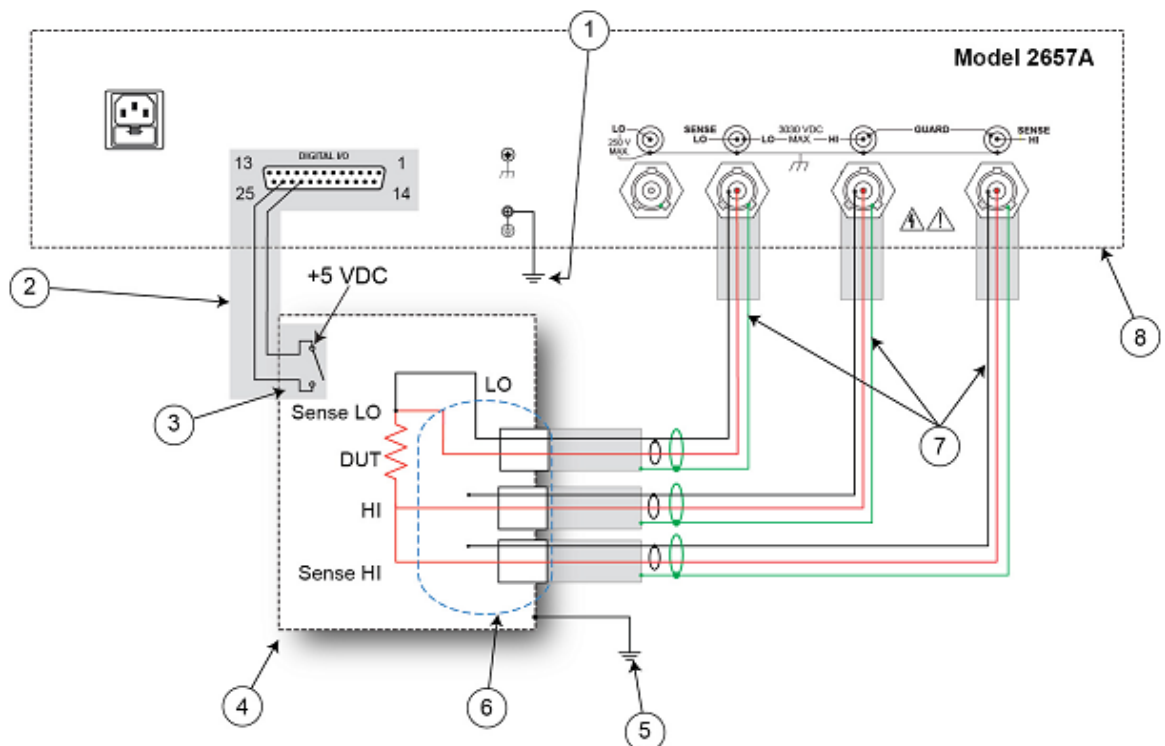 1
Model 2657A
LO
250 V
MAX
SENSE
LO
LO
3030 VDC
MAX
HI
GUARD
SENSE
HI
DIGITAL I/O
13
1
25
14
2
+5 VDC
8
3
LO
Sense LO
DUT
7
HI
Sense HI
4
6
5